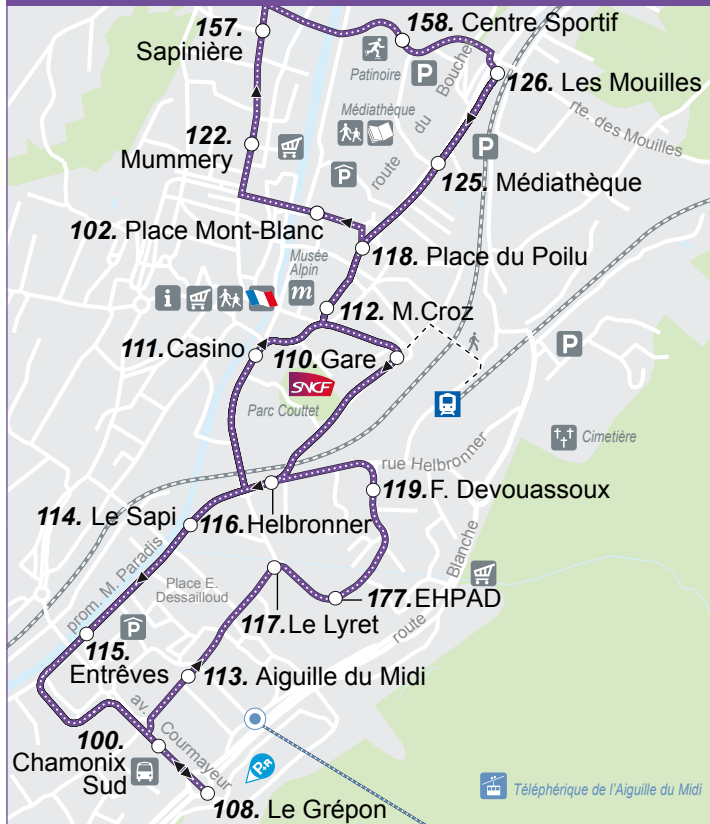 157.
Sapinière
158. Centre Sportif
Patinoire
126. Les Mouilles
rte. des Mouilles
route du Bouchet
Médiathèque
122.
Mummery
125. Médiathèque
102. Place Mont-Blanc
118. Place du Poilu
Musée
Alpin
m
i
112. M.Croz
111. Casino
110. Gare
SNCF
Parc Couttet
P
P
P
P
P
Cimetière
rue Helbronner
119. F. Devouassoux
114. Le Sapi
116. Helbronner
prom. M. Paradis
Place E.
Dessailloud
117. Le Lyret
177. EHPAD
route Blanche
115.
Entrêves
113. Aiguille du Midi
av. Courmayeur
100.
Chamonix
Sud
P+R
108. Le Grépon
Téléphérique de l'Aiguille du Midi